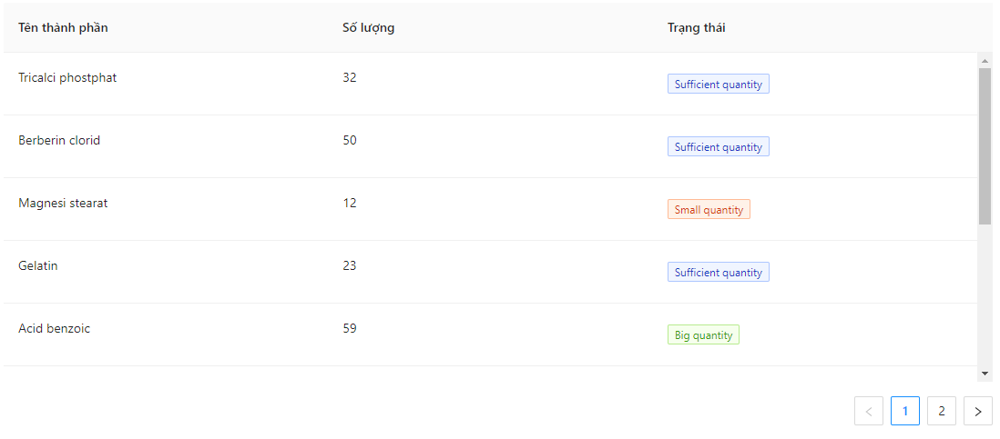 Tên thành phần Số lượng Trạng thái
Tricalci phostphat 32 Sufficient quantity
Berberin clorid 50 Sufficient quantity
Magnesi stearat 12 Small quantity
Gelatin 23 Sufficient quantity
Acid benzoic 59 Big quantity
< 1 2 >